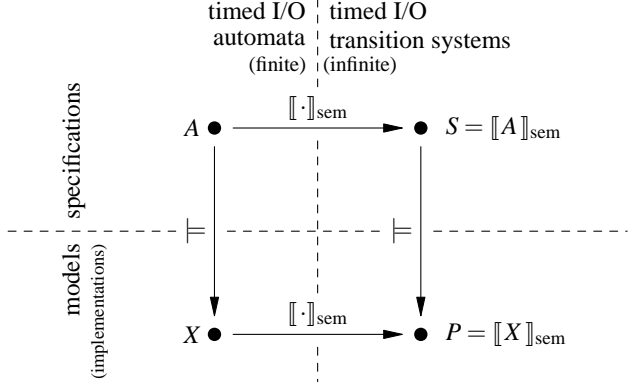 timed I/O
automata
(finite)
timed I/O
transition systems
(infinite)
specifications
A
⟦·⟧sem
S = ⟦A⟧sem
⊨
⊨
models
(implementations)
X
⟦·⟧sem
P = ⟦X⟧sem